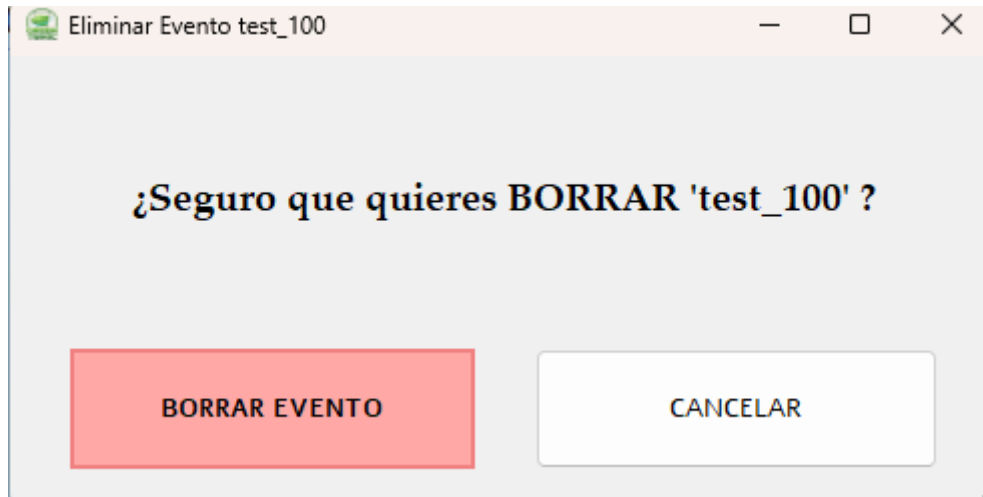 Eliminar Evento test_100
¿Seguro que quieres BORRAR 'test_100' ?
BORRAR EVENTO
CANCELAR